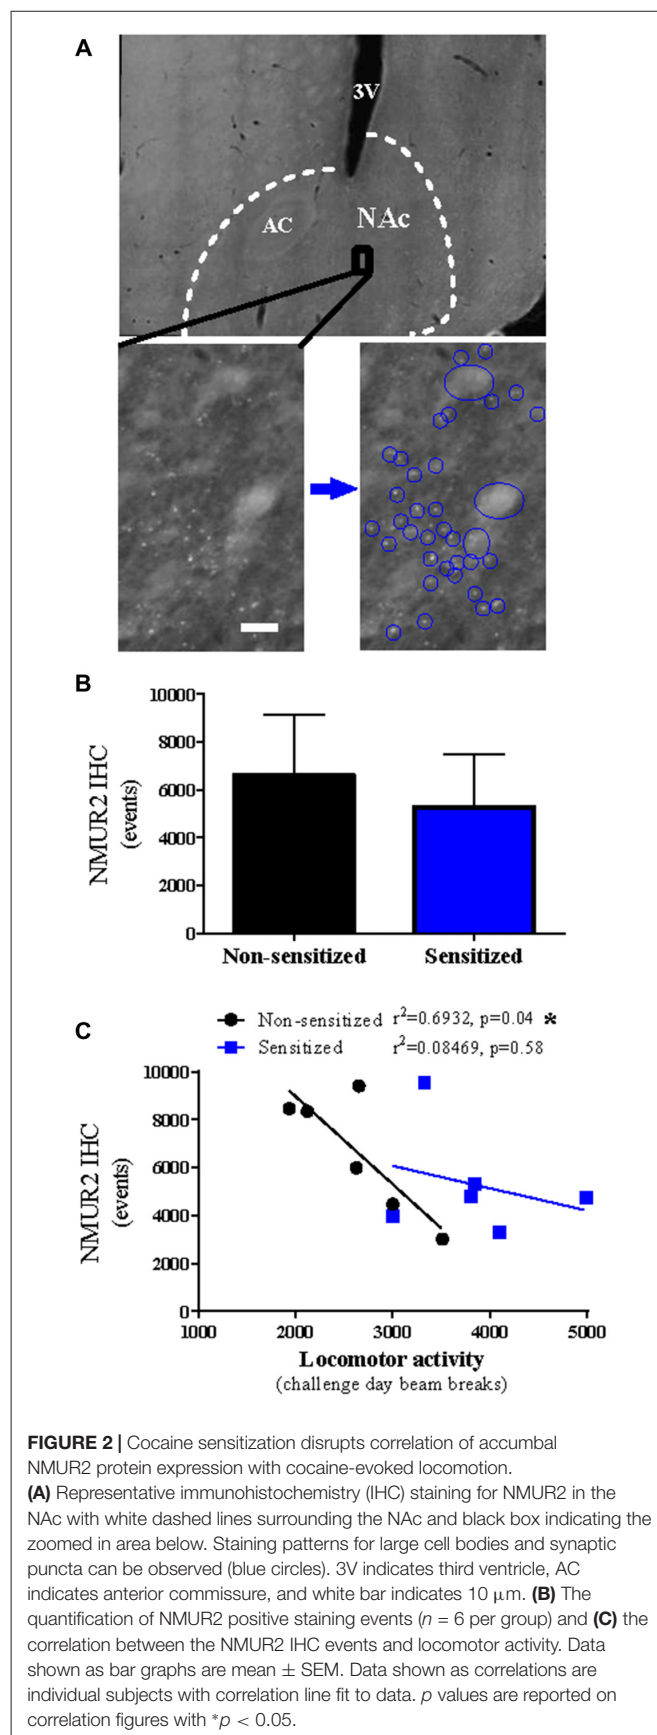 A
3V
AC
NAc
B
10000
8000
6000
4000
2000
0
NMUR2 IHC
(events)
Non-sensitized
Sensitized
C
Non-sensitized r²=0.6932, p=0.04 *
Sensitized r²=0.08469, p=0.58
10000
8000
6000
4000
2000
0
NMUR2 IHC
(events)
1000 2000 3000 4000 5000
Locomotor activity
(challenge day beam breaks)
FIGURE 2 | Cocaine sensitization disrupts correlation of accumbal
NMUR2 protein expression with cocaine-evoked locomotion.
(A) Representative immunohistochemistry (IHC) staining for NMUR2 in the
NAc with white dashed lines surrounding the NAc and black box indicating the
zoomed in area below. Staining patterns for large cell bodies and synaptic
puncta can be observed (blue circles). 3V indicates third ventricle, AC
indicates anterior commissure, and white bar indicates 10 μm. (B) The
quantification of NMUR2 positive staining events (n = 6 per group) and (C) the
correlation between the NMUR2 IHC events and locomotor activity. Data
shown as bar graphs are mean ± SEM. Data shown as correlations are
individual subjects with correlation line fit to data. p values are reported on
correlation figures with *p < 0.05.